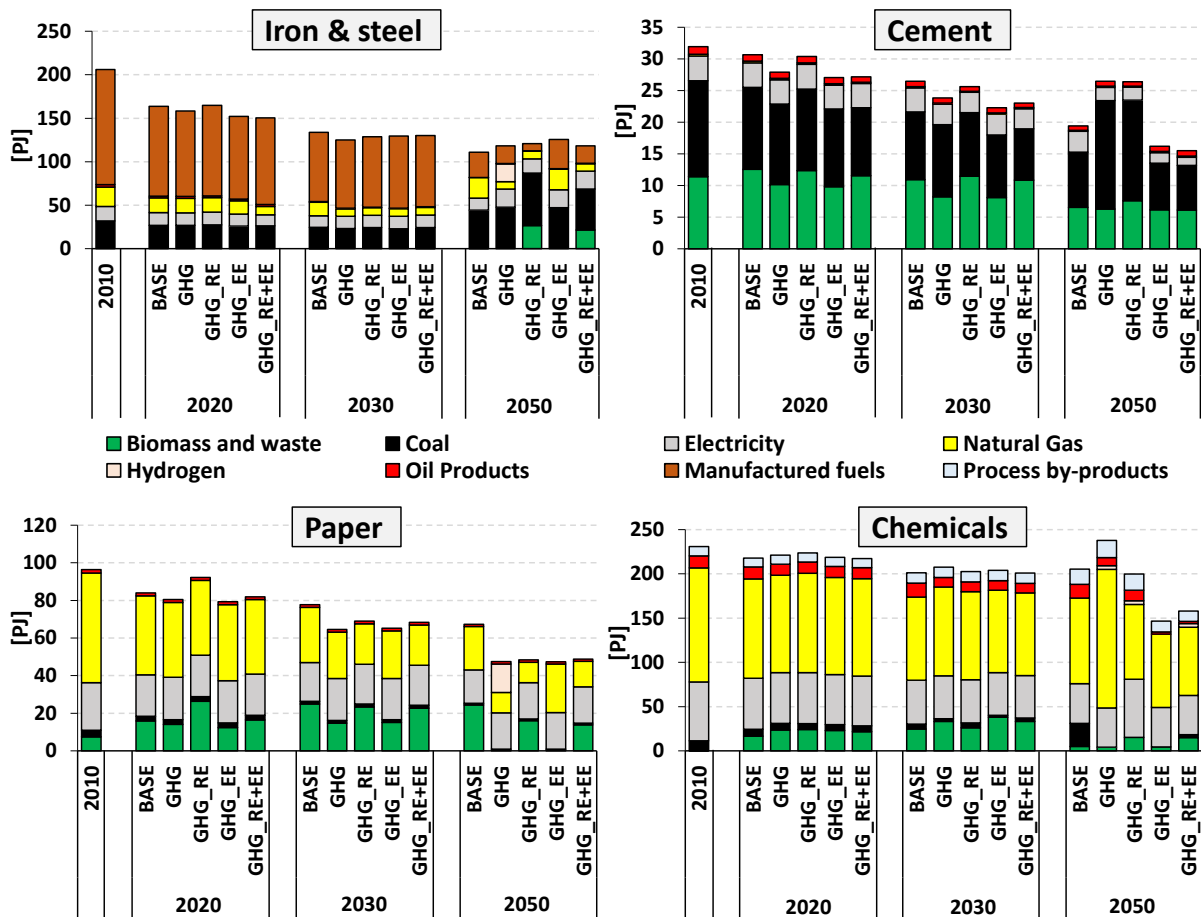 Iron & steel
[PJ]
250
200
150
100
50
0
2010
BASE
GHG
GHG_RE
GHG_EE
GHG_RE+EE
BASE
GHG
GHG_RE
GHG_EE
GHG_RE+EE
BASE
GHG
GHG_RE
GHG_EE
GHG_RE+EE
2020 2030 2050
Cement
[PJ]
35
30
25
20
15
10
5
0
2010
BASE
GHG
GHG_RE
GHG_EE
GHG_RE+EE
BASE
GHG
GHG_RE
GHG_EE
GHG_RE+EE
BASE
GHG
GHG_RE
GHG_EE
GHG_RE+EE
2020 2030 2050
Biomass and waste Coal Electricity Natural Gas
Hydrogen Oil Products Manufactured fuels Process by-products
Paper
[PJ]
120
100
80
60
40
20
0
2010
BASE
GHG
GHG_RE
GHG_EE
GHG_RE+EE
BASE
GHG
GHG_RE
GHG_EE
GHG_RE+EE
BASE
GHG
GHG_RE
GHG_EE
GHG_RE+EE
2020 2030 2050
Chemicals
[PJ]
250
200
150
100
50
0
2010
BASE
GHG
GHG_RE
GHG_EE
GHG_RE+EE
BASE
GHG
GHG_RE
GHG_EE
GHG_RE+EE
BASE
GHG
GHG_RE
GHG_EE
GHG_RE+EE
2020 2030 2050